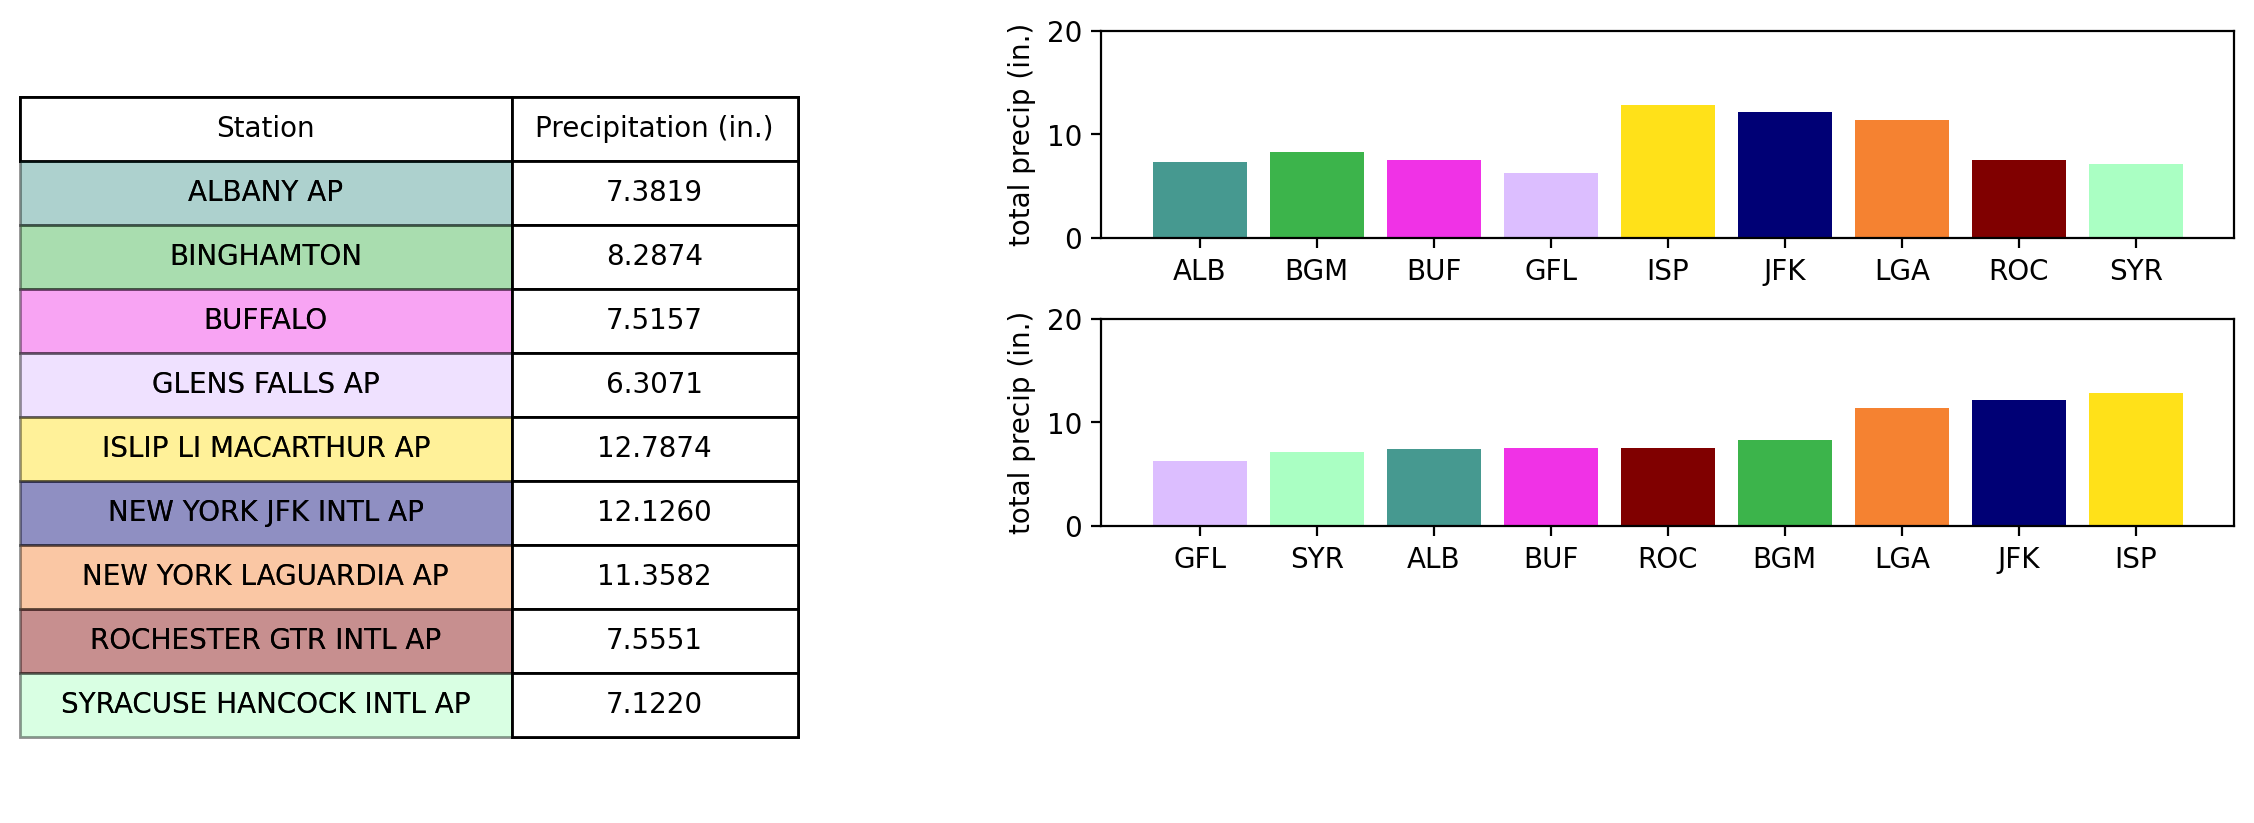 Station Precipitation (in.)
ALBANY AP 7.3819
BINGHAMTON 8.2874
BUFFALO 7.5157
GLENS FALLS AP 6.3071
ISLIP LI MACARTHUR AP 12.7874
NEW YORK JFK INTL AP 12.1260
NEW YORK LAGUARDIA AP 11.3582
ROCHESTER GTR INTL AP 7.5551
SYRACUSE HANCOCK INTL AP 7.1220
total precip (in.)
20
10
0
ALB BGM BUF GFL ISP JFK LGA ROC SYR
total precip (in.)
20
10
0
GFL SYR ALB BUF ROC BGM LGA JFK ISP